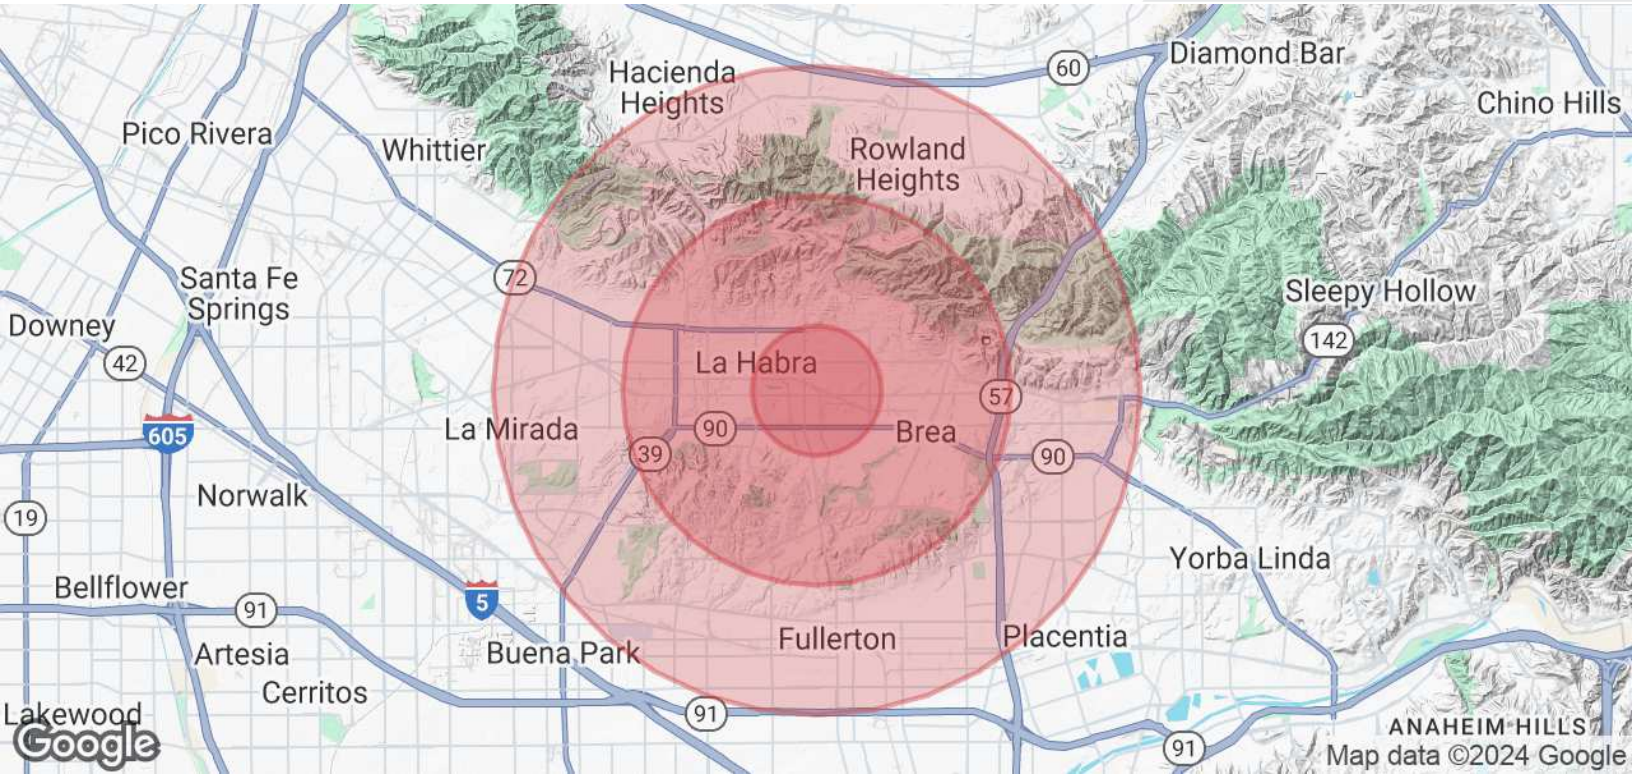 Diamond Bar
60
Hacienda
Heights
Chino Hills
Pico Rivera
Whittier
Rowland
Heights
72
Santa Fe
Springs
Sleepy Hollow
Downey
142
42
La Habra
57
La Mirada
90
Brea
605
39
90
Norwalk
19
Yorba Linda
Bellflower
91
5
Fullerton
Placentia
Artesia
Buena Park
Cerritos
Lakewood
91
ANAHEIM HILLS
91
Google
Map data ©2024 Google